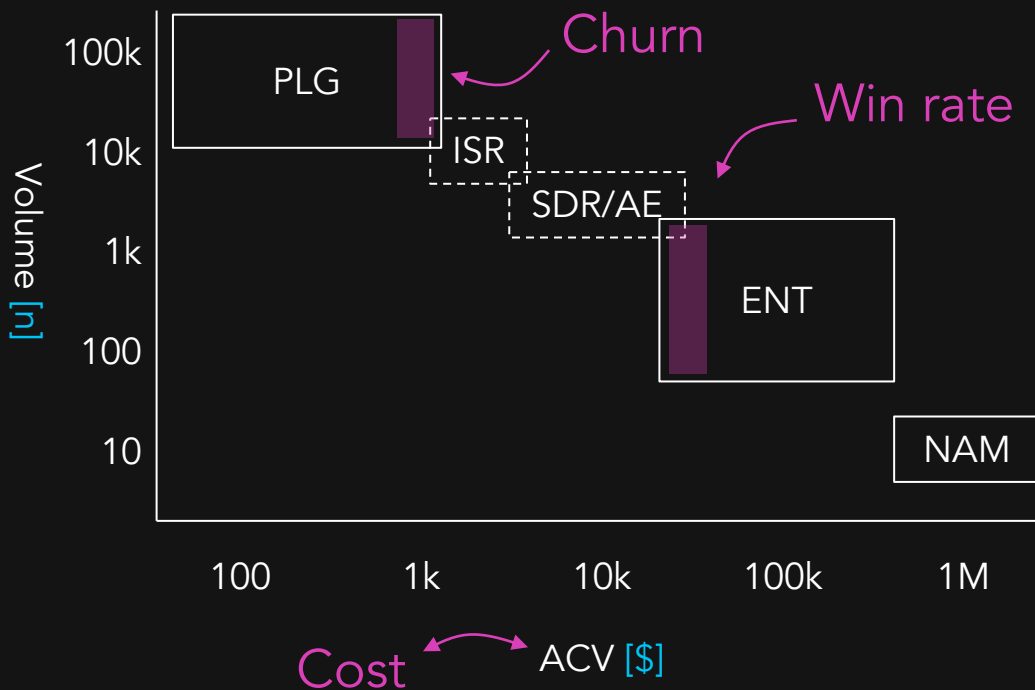 Churn
100k
PLG
Win rate
10k
ISR
SDR/AE
Volume [n]
1k
ENT
100
10
NAM
100
1k
10k
100k
1M
Cost
ACV [$]